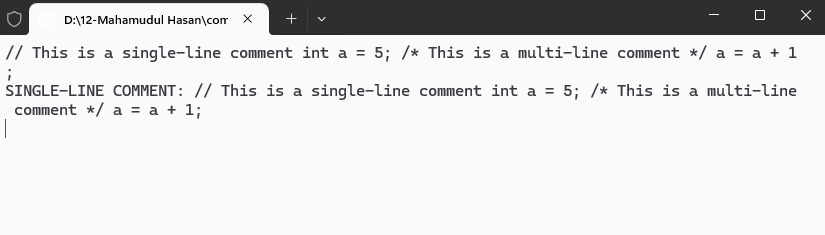 D:\12-Mahamudul Hasan\com
// This is a single-line comment int a = 5; /* This is a multi-line comment */ a = a + 1
;
SINGLE-LINE COMMENT: // This is a single-line comment int a = 5; /* This is a multi-line
 comment */ a = a + 1;